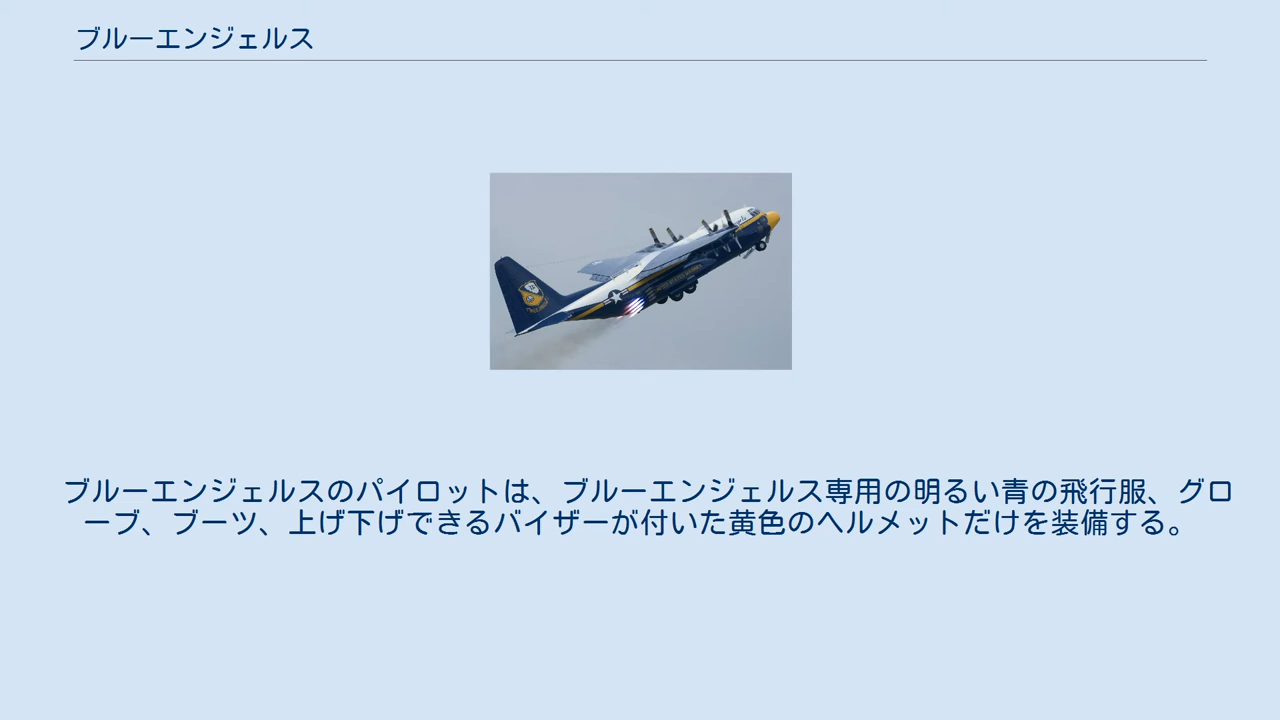 ブルーエンジェルス
ブルーエンジェルスのパイロットは、ブルーエンジェルス専用の明るい青の飛行服、グロ
ーブ、ブーツ、上げ下げできるバイザーが付いた黄色のヘルメットだけを装備する。